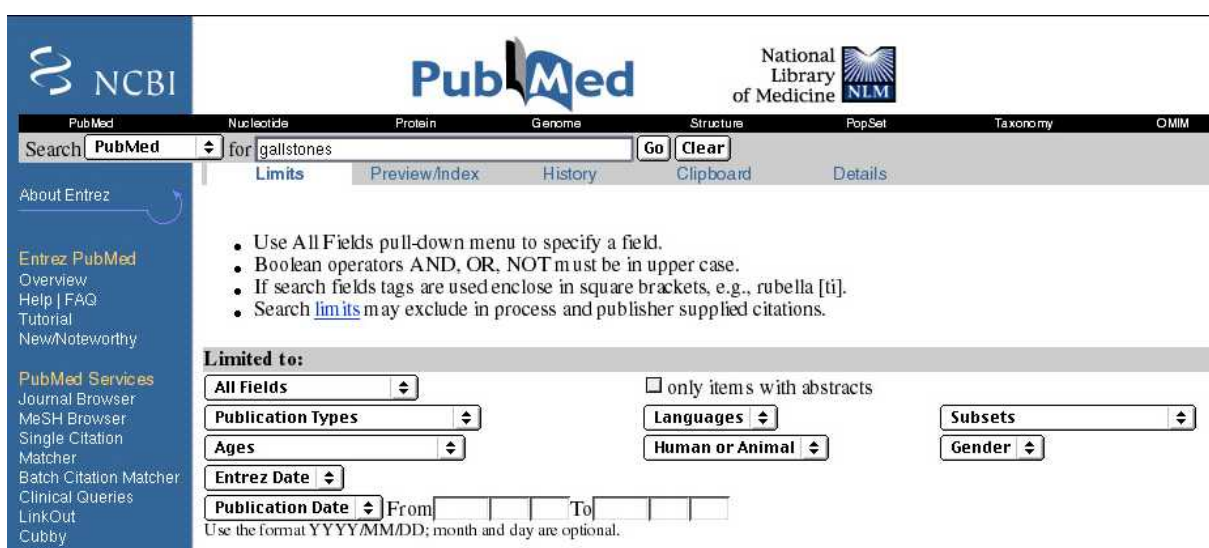 NCBI
PubMed
National
Library
of Medicine NLM
PubMed Nucleotide Protein Genome Structure PopSet Taxonomy OMIM
Search PubMed for gallstones Go Clear
Limits Preview/Index History Clipboard Details
About Entrez
Entrez PubMed
Overview
Help | FAQ
Tutorial
New/Noteworthy
PubMed Services
Journal Browser
MeSH Browser
Single Citation
Matcher
Batch Citation Matcher
Clinical Queries
LinkOut
Cubby
Use All Fields pull-down menu to specify a field.
Boolean operators AND, OR, NOT must be in upper case.
If search fields tags are used enclose in square brackets, e.g., rubella [ti].
Search limits may exclude in process and publisher supplied citations.
Limited to:
All Fields only items with abstracts
Publication Types Languages Subsets
Ages Human or Animal Gender
Entrez Date
Publication Date From To
Use the format YYYY/MM/DD; month and day are optional.